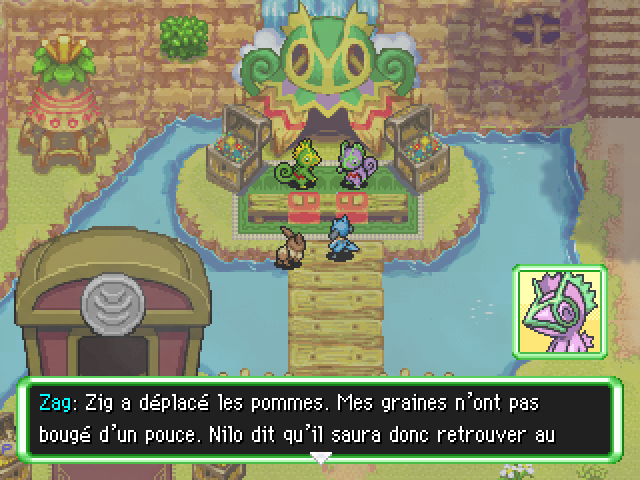 Zag: Zig a déplacé les pommes. Mes graines n'ont pas
bougé d'un pouce. Nilo dit qu'il saura donc retrouver au